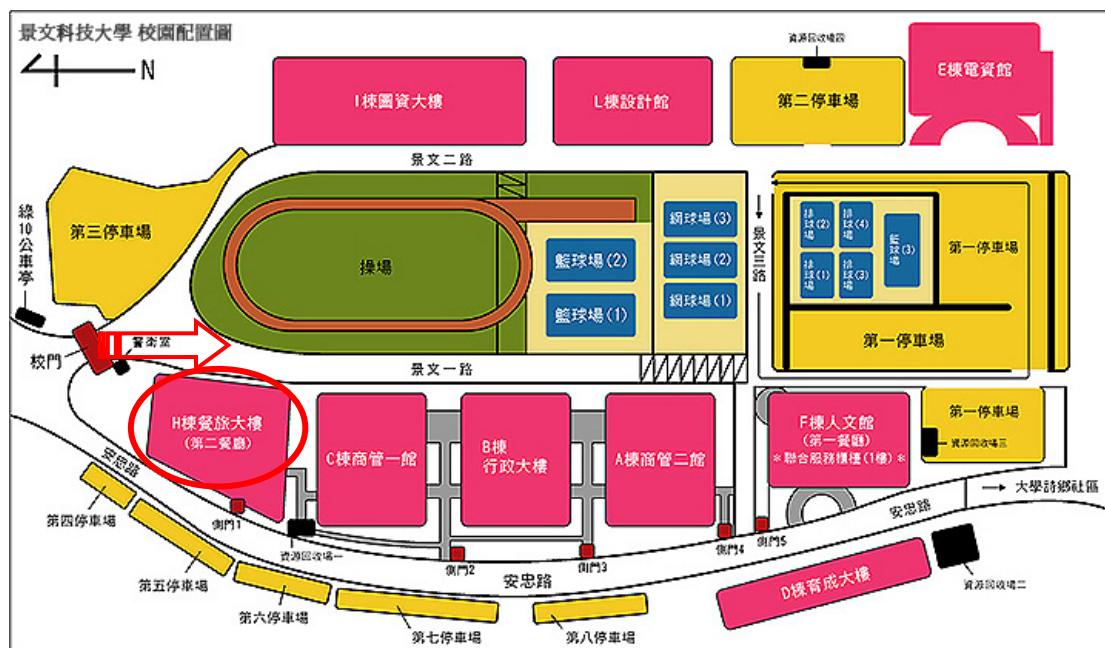 景文科技大學 校園配置圖
N
I棟圖資大樓
L棟設計館
資源回收場四
第二停車場
E棟電資館
景文二路
綠10公車亭
第三停車場
操場
籃球場(2)
籃球場(1)
網球場(3)
網球場(2)
網球場(1)
→景文三路→
排球場(2)
排球場(4)
籃球場(3)
排球場(1)
排球場(3)
第一停車場
第一停車場
校門
警衛室
景文一路
H棟餐旅大樓
(第二餐廳)
C棟商管一館
B棟
行政大樓
A棟商管二館
F棟人文館
(第一餐廳)
*聯合服務櫃檯(1樓)*
第一停車場
資源回收場三
→大學詩鄉社區
安忠路
側門1
資源回收場一
側門2
側門3
側門4
側門5
安忠路
安忠路
第四停車場
第五停車場
第六停車場
第七停車場
第八停車場
D棟育成大樓
資源回收場二